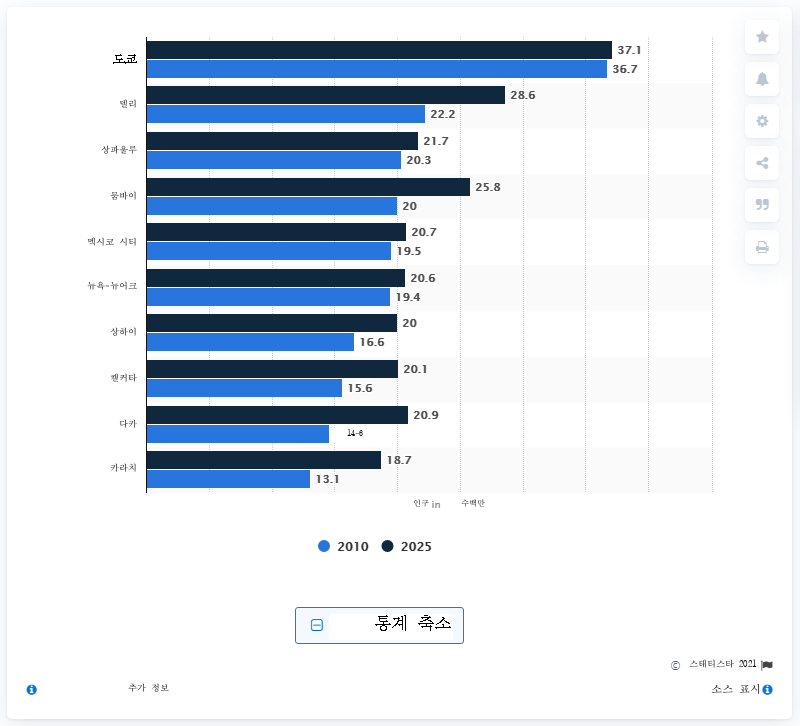 도쿄
37.1
36.7
델리
28.6
22.2
상파울루
21.7
20.3
뭄바이
25.8
20
멕시코 시티
20.7
19.5
뉴욕-뉴어크
20.6
19.4
상하이
20
16.6
캘커타
20.1
15.6
다카
20.9
14-6
카라치
18.7
13.1
인구 in 수백만
2010 2025
통계 축소
© 스태티스타 2021
추가 정보 소스 표시